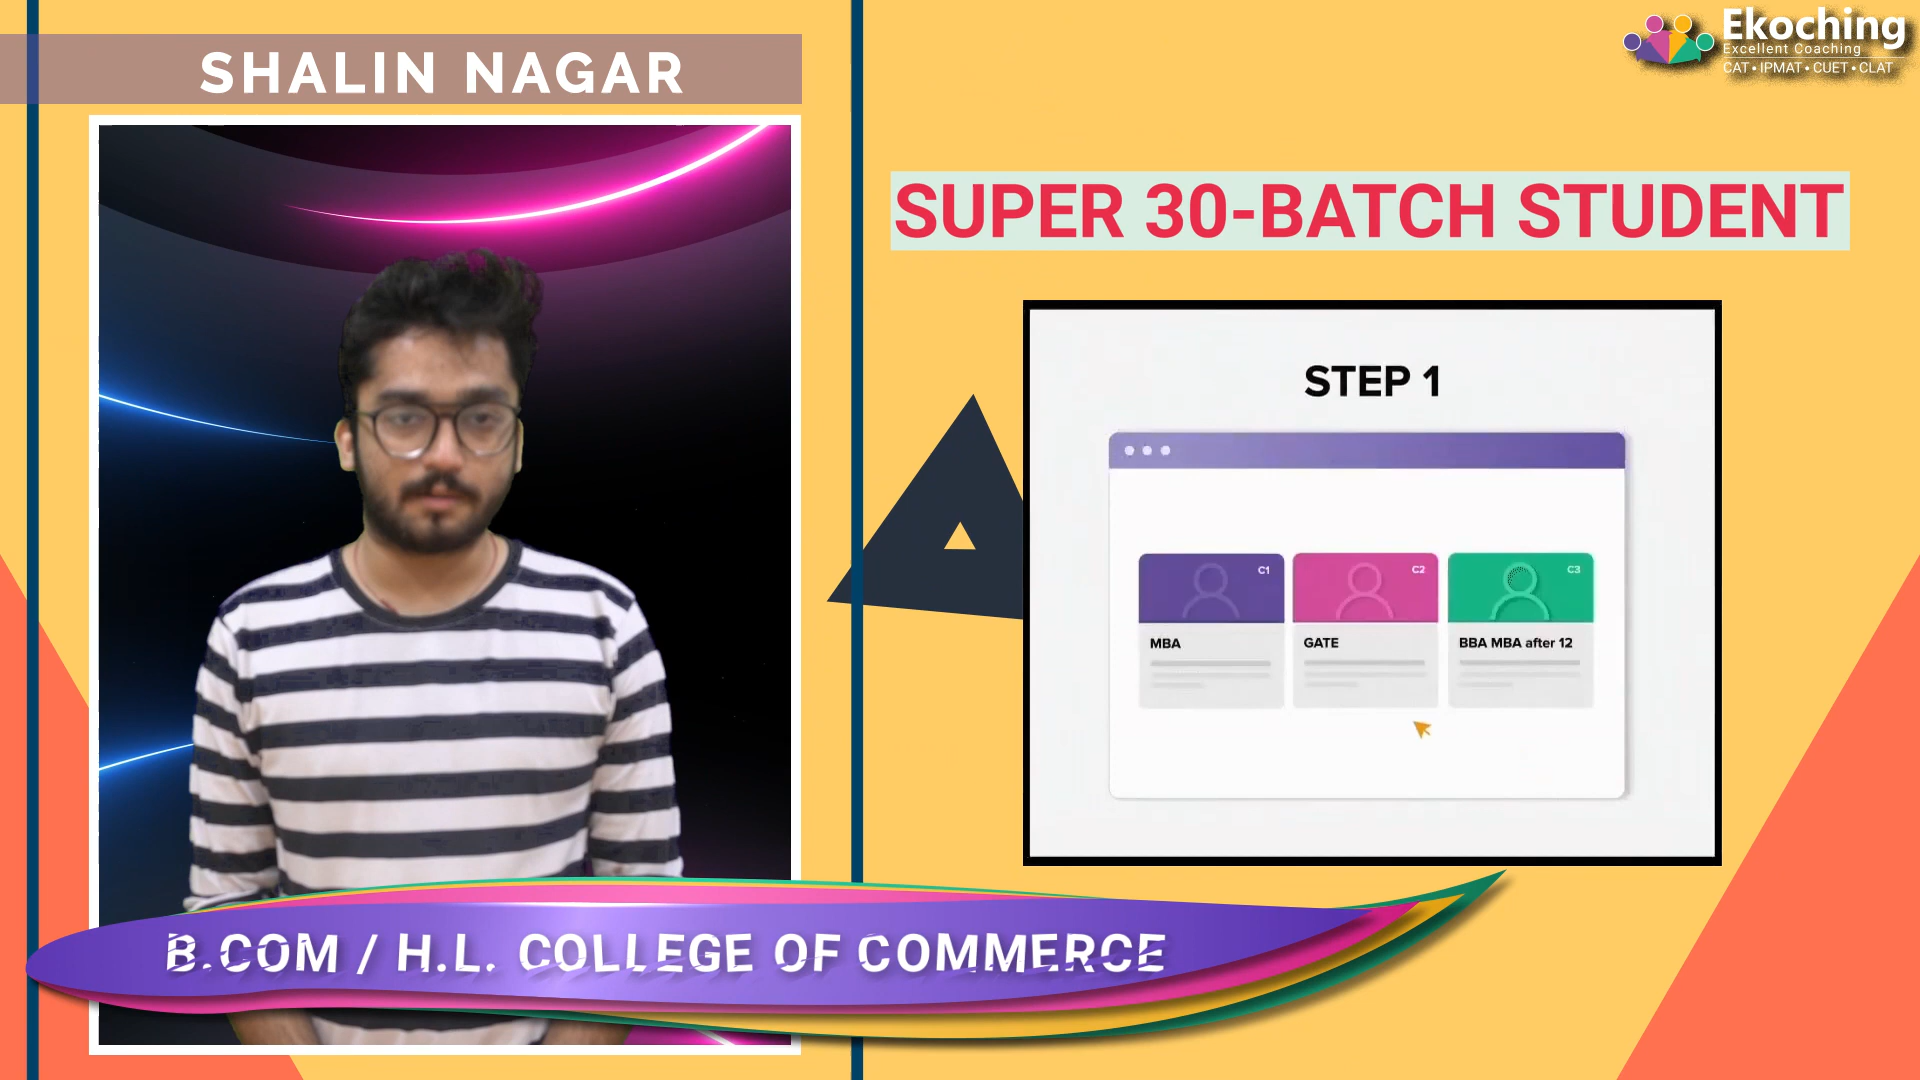 SHALIN NAGAR
Ekoching
Excellent Coaching
CAT • IPMAT • CUET • CLAT
SUPER 30-BATCH STUDENT
STEP 1
C1
C2
C3
MBA
GATE
BBA MBA after 12
B.COM / H.L. COLLEGE OF COMMERCE